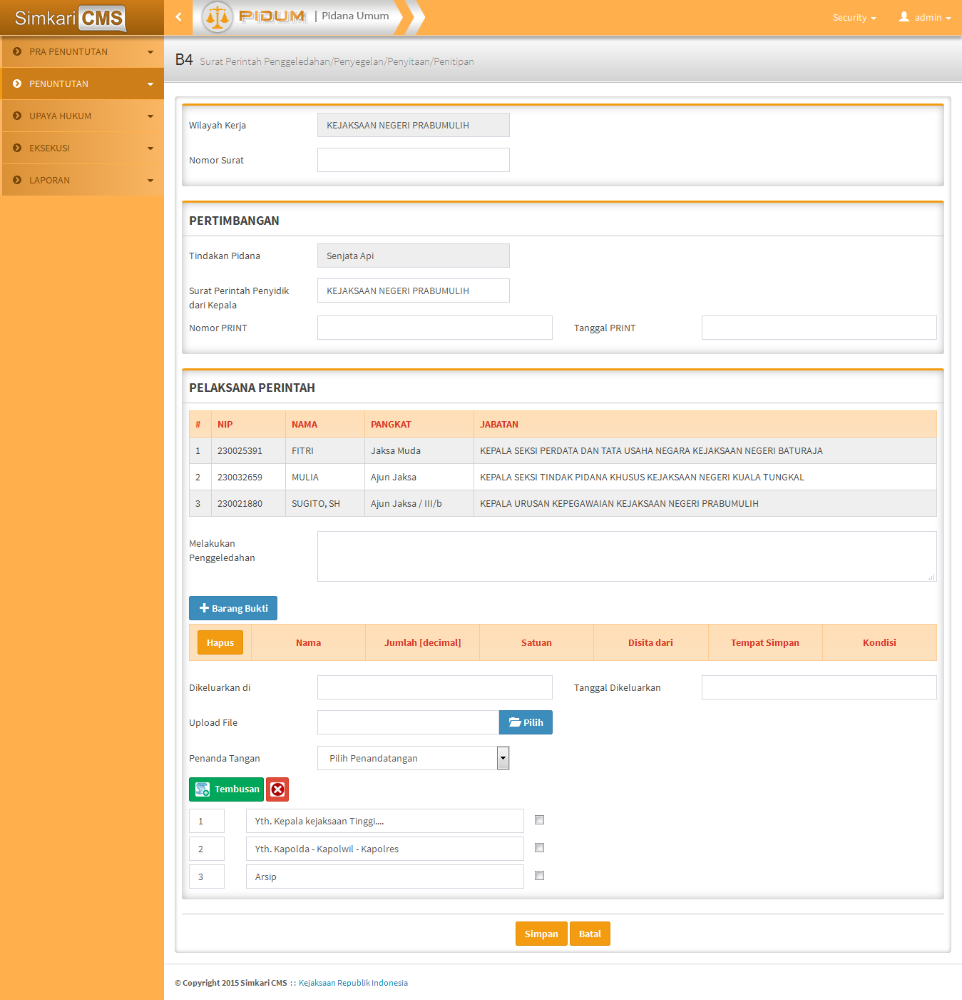 Simkari CMS
PIDUM | Pidana Umum
Security
admin
PRA PENUNTUTAN
PENUNTUTAN
UPAYA HUKUM
EKSEKUSI
LAPORAN
B4 Surat Perintah Penggeledahan/Penyegelan/Penyitaan/Penitipan
Wilayah Kerja KEJAKSAAN NEGERI PRABUMULIH
Nomor Surat
PERTIMBANGAN
Tindakan Pidana Senjata Api
Surat Perintah Penyidik KEJAKSAAN NEGERI PRABUMULIH
dari Kepala
Nomor PRINT Tanggal PRINT
PELAKSANA PERINTAH
# NIP NAMA PANGKAT JABATAN
1 230025391 FITRI Jaksa Muda KEPALA SEKSI PERDATA DAN TATA USAHA NEGARA KEJAKSAAN NEGERI BATURAJA
2 230032659 MULIA Ajun Jaksa KEPALA SEKSI TINDAK PIDANA KHUSUS KEJAKSAAN NEGERI KUALA TUNGKAL
3 230021880 SUGITO, SH Ajun Jaksa / III/b KEPALA URUSAN KEPEGAWAIAN KEJAKSAAN NEGERI PRABUMULIH
Melakukan
Penggeledahan
Barang Bukti
Hapus Nama Jumlah [decimal] Satuan Disita dari Tempat Simpan Kondisi
Dikeluarkan di Tanggal Dikeluarkan
Upload File Pilih
Penanda Tangan Pilih Penandatangan
Tembusan
1 Yth. Kepala kejaksaan Tinggi....
2 Yth. Kapolda - Kapolwil - Kapolres
3 Arsip
Simpan Batal
© Copyright 2015 Simkari CMS :: Kejaksaan Republik Indonesia